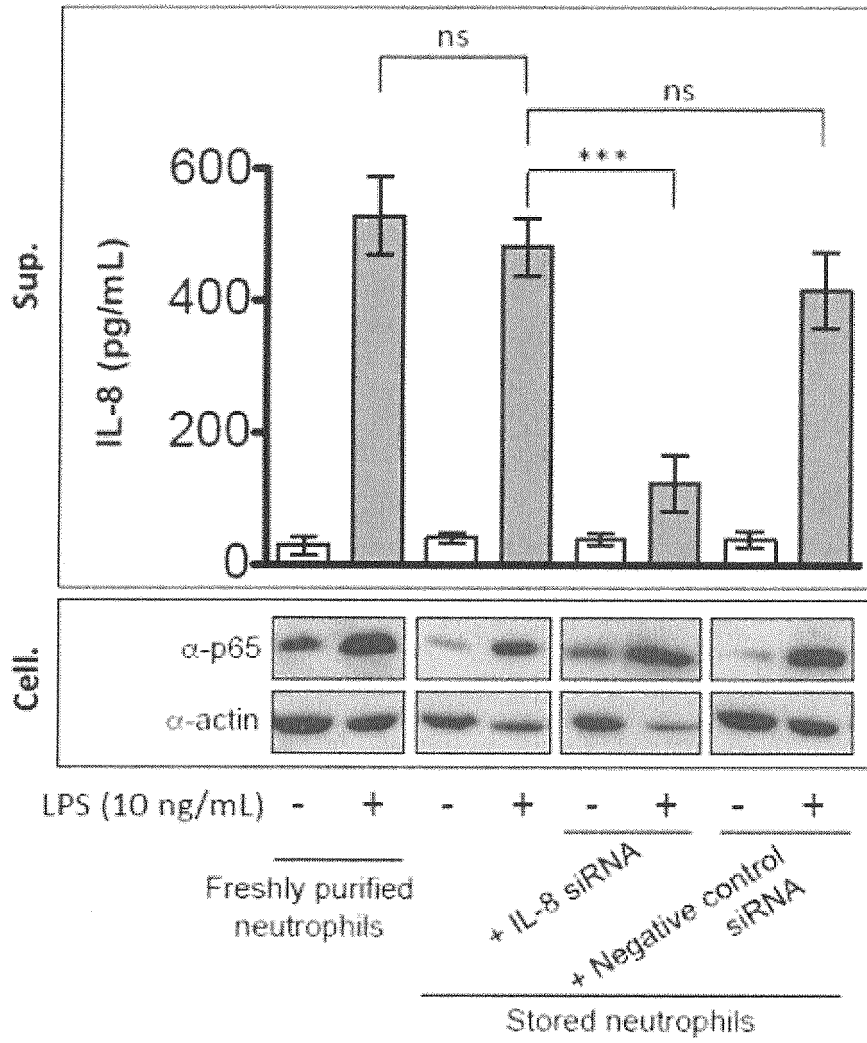 ns
ns
***
Sup.
IL-8 (pg/mL)
600
400
200
0
Cell.
α-p65
α-actin
LPS (10 ng/mL) - + - + - + - +
Freshly purified
neutrophils
+ IL-8 siRNA
+ Negative control
siRNA
Stored neutrophils